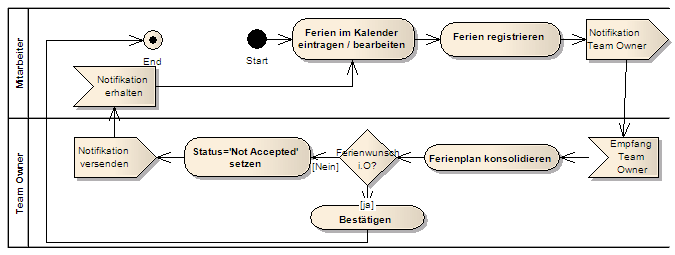 Mitarbeiter
End
Start
Ferien im Kalender
eintragen / bearbeiten
Ferien registrieren
Notifikation
Team Owner
Notifikation
erhalten
Team Owner
Notifikation
versenden
Status='Not Accepted'
setzen
[Nein]
Ferienwunsch
i.O?
Ferienplan konsolidieren
Empfang
Team
Owner
[ja]
Bestätigen